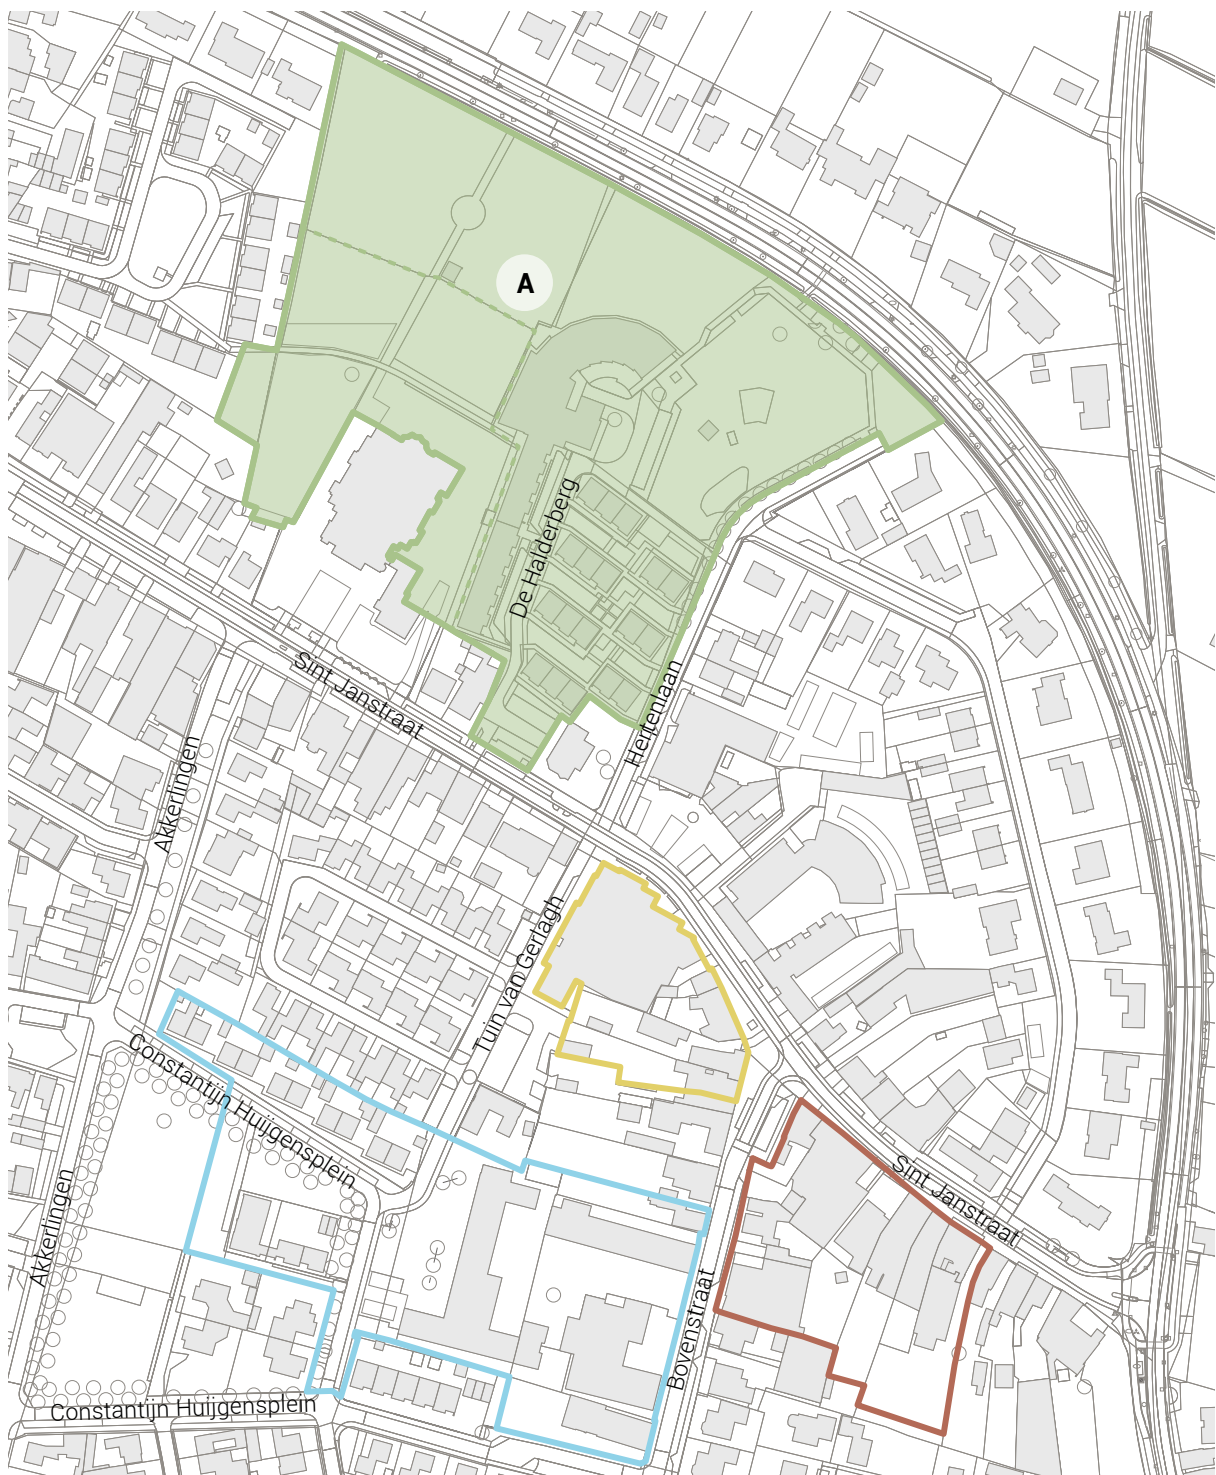 A
De Halderberg
Sint Janstraat
Hertenlaan
Akkerlingen
Tuin van Gerlagh
Constantijn Huijgensplein
Sint Janstraat
Akkerlingen
Bovenstraat
Constantijn Huijgensplein